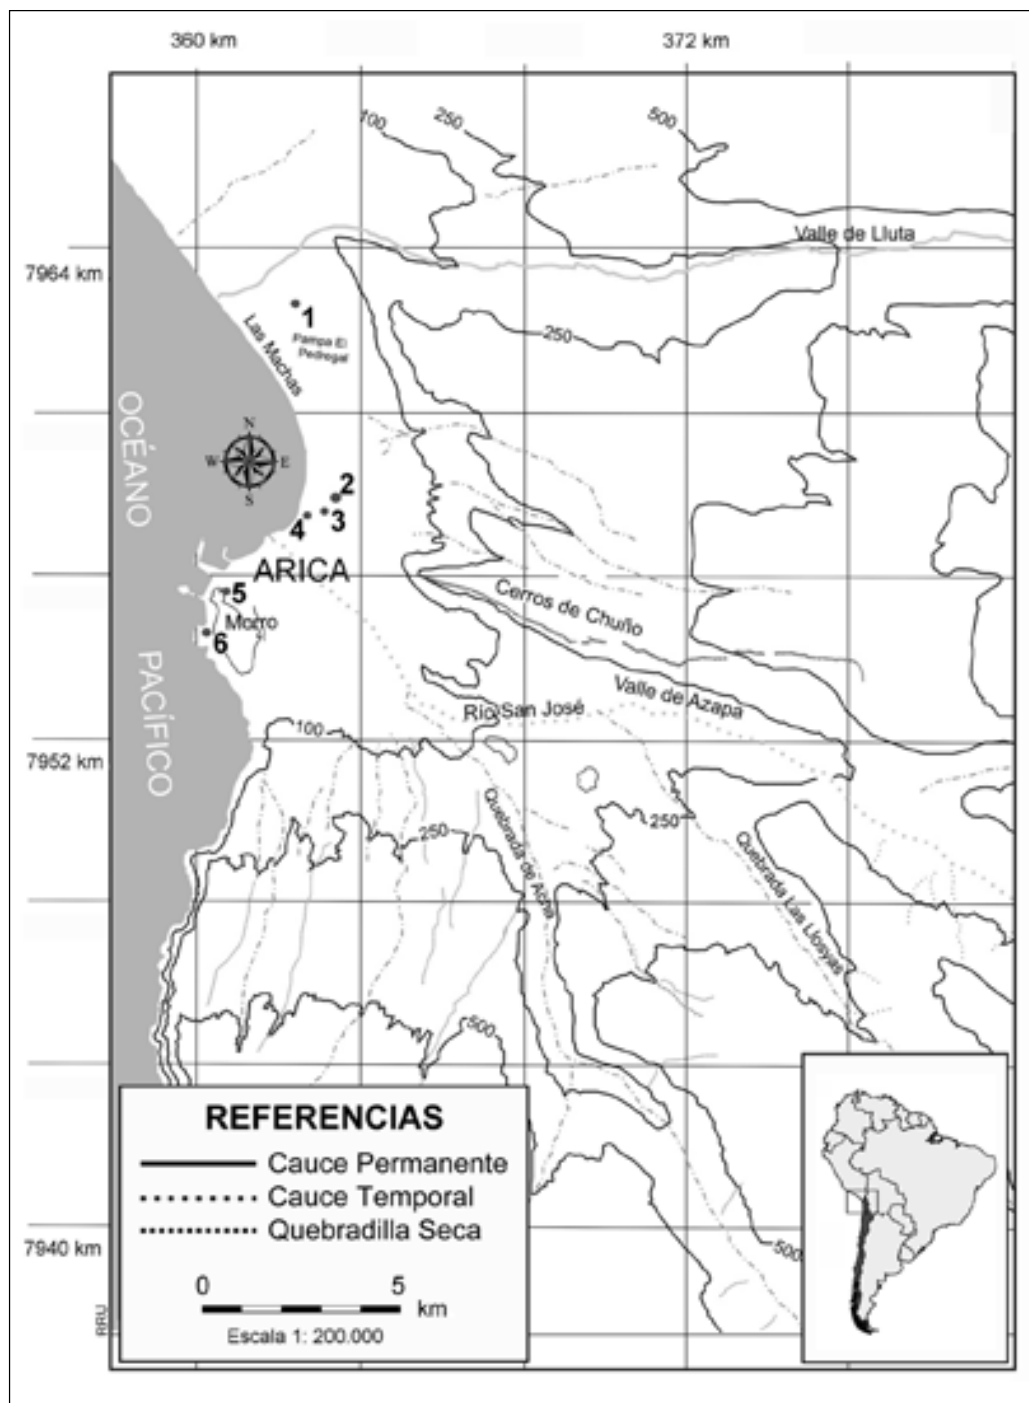 360 km
372 km
100
250
500
Valle de Lluta
7964 km
1
Pampa El
Pedregal
Las Machas
250
OCÉANO
N
W
E
S
2
3
4
ARICA
Cerros de Chuño
5
Morro
6
PACÍFICO
Valle de Azapa
Río San José
100
7952 km
250
250
Quebrada de Acha
Quebrada Las Llosyas
500
REFERENCIAS
Cauce Permanente
Cauce Temporal
Quebradilla Seca
7940 km
500
0
5
km
Escala 1: 200.000
RRU